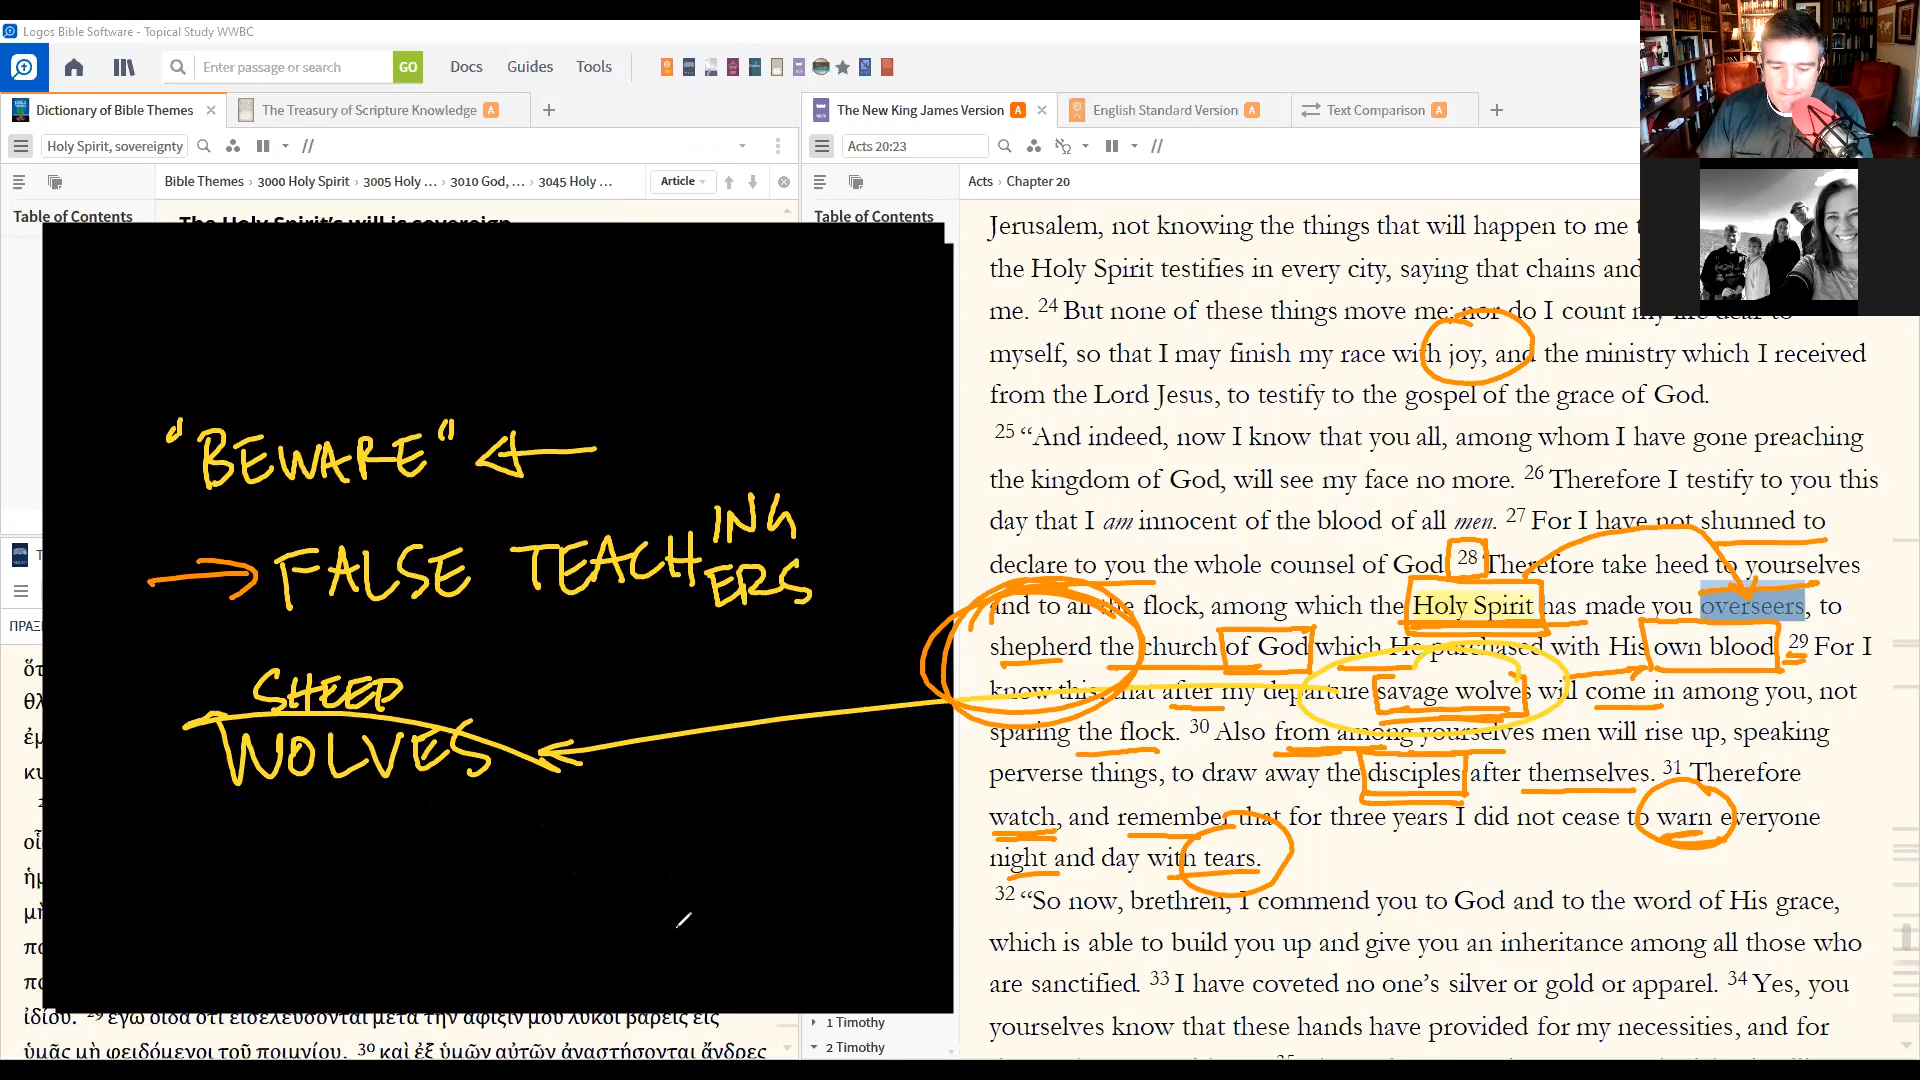 Logos Bible Software - Topical Study WWBC
Enter passage or search
GO
Docs
Guides
Tools
Dictionary of Bible Themes
The Treasury of Scripture Knowledge A
Holy Spirit, sovereignty
Bible Themes › 3000 Holy Spirit › 3005 Holy ... › 3010 God, ... › 3045 Holy ...
Article
Table of Contents
The Holy Spirit's will is sovereign
"BEWARE"
FALSE TEACHING
ERS
SHEEP
WOLVES
ΠΡΑΞ
ἰδίου. 29 ἐγὼ οἶδα ὅτι εἰσελεύσονται μετὰ τὴν ἄφιξίν μου λύκοι βαρεῖς εἰς
ὑμᾶς μὴ φειδόμενοι τοῦ ποιμνίου. 30 καὶ ἐξ ὑμῶν αὐτῶν ἀναστήσονται ἄνδρες
The New King James Version A
English Standard Version A
Text Comparison A
Acts 20:23
Acts › Chapter 20
Table of Contents
1 Timothy
2 Timothy
Jerusalem, not knowing the things that will happen to me
the Holy Spirit testifies in every city, saying that chains and
me. 24 But none of these things move me; nor do I count my life dear to
myself, so that I may finish my race with joy, and the ministry which I received
from the Lord Jesus, to testify to the gospel of the grace of God.
25 “And indeed, now I know that you all, among whom I have gone preaching
the kingdom of God, will see my face no more. 26 Therefore I testify to you this
day that I am innocent of the blood of all men. 27 For I have not shunned to
declare to you the whole counsel of God. 28 Therefore take heed to yourselves
and to all the flock, among which the Holy Spirit has made you overseers, to
shepherd the church of God which He purchased with His own blood. 29 For I
know this, that after my departure savage wolves will come in among you, not
sparing the flock. 30 Also from among yourselves men will rise up, speaking
perverse things, to draw away the disciples after themselves. 31 Therefore
watch, and remember that for three years I did not cease to warn everyone
night and day with tears.
32 “So now, brethren, I commend you to God and to the word of His grace,
which is able to build you up and give you an inheritance among all those who
are sanctified. 33 I have coveted no one’s silver or gold or apparel. 34 Yes, you
yourselves know that these hands have provided for my necessities, and for